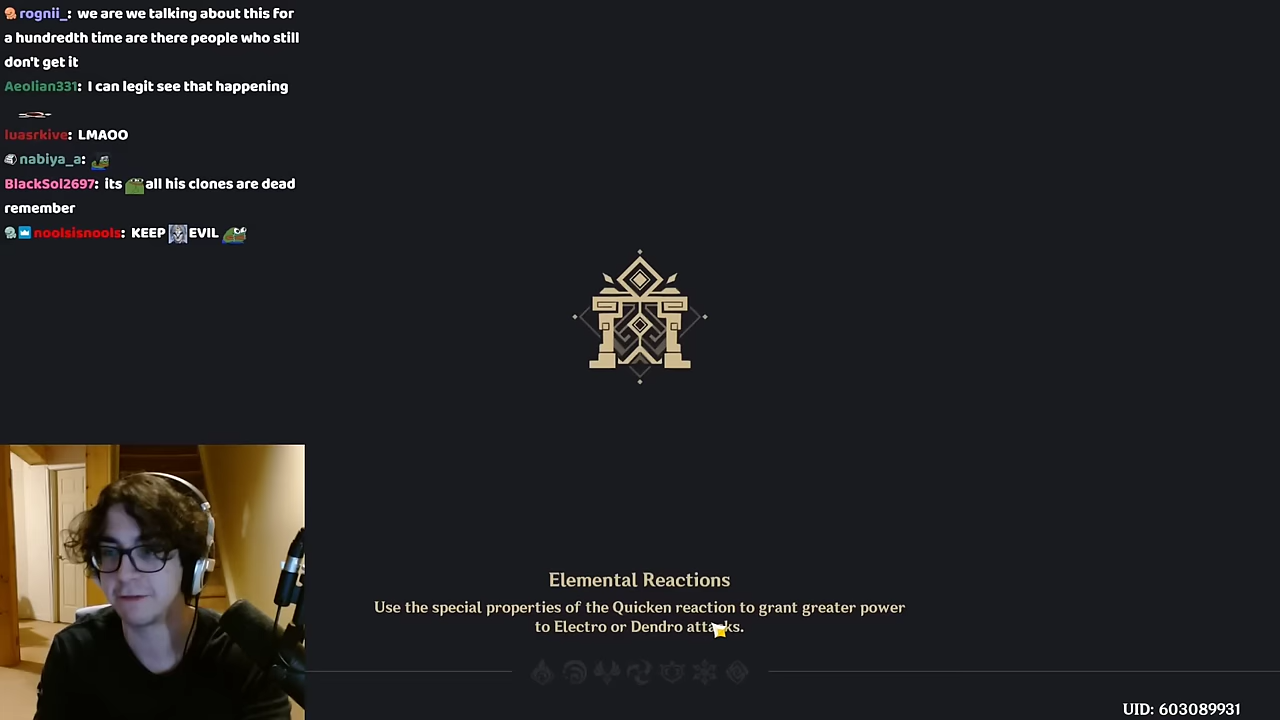 rognii_: we are we talking about this for
a hundredth time are there people who still
don't get it
Aeolian331: I can legit see that happening
luasrkive: LMAOO
nabiya_a:
BlackSol2697: its all his clones are dead
remember
noolsisnools: KEEP EVIL
Elemental Reactions
Use the special properties of the Quicken reaction to grant greater power
to Electro or Dendro attacks.
UID: 603089931